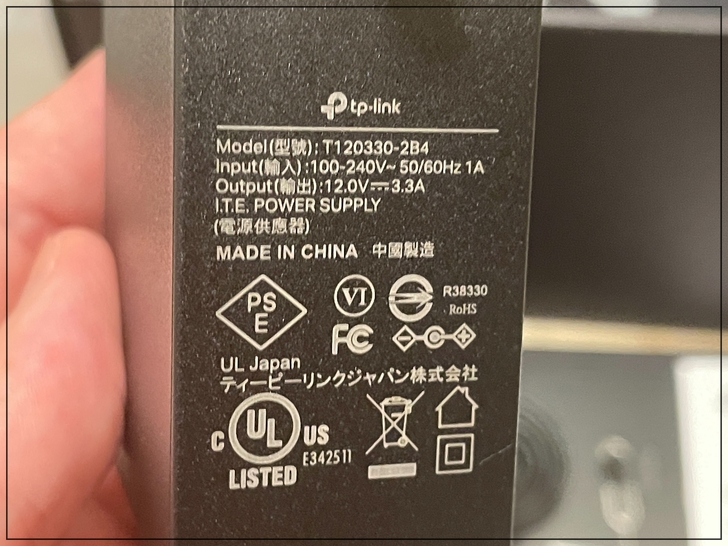 tp-link
Model(型號): T120330-2B4
Input(輸入):100-240V~ 50/60Hz 1A
Output(輸出):12.0V⎓3.3A
I.T.E. POWER SUPPLY
(電源供應器)
MADE IN CHINA 中國製造
PS
E
VI
R38330
RoHS
FC
UL Japan
ティーピーリンクジャパン株式会社
C UL US
E342511
LISTED